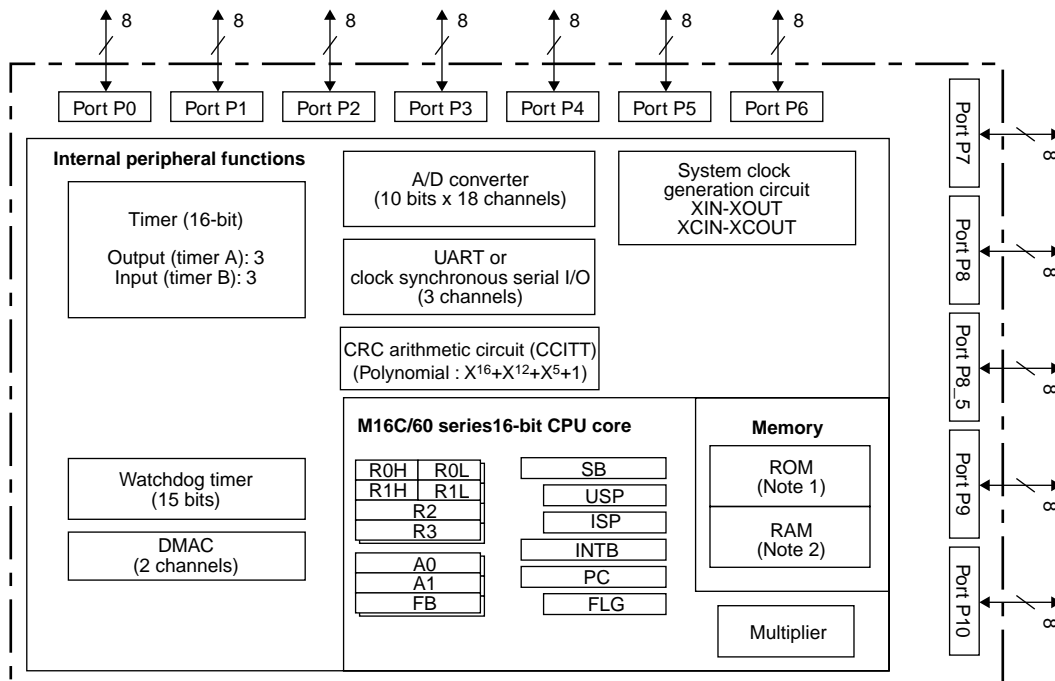 8
8
8
8
8
8
8
Port P0
Port P1
Port P2
Port P3
Port P4
Port P5
Port P6
Port P7
8
Port P8
8
Port P8_5
8
Port P9
8
Port P10
8
Internal peripheral functions
Timer (16-bit)
Output (timer A): 3
Input (timer B): 3
A/D converter
(10 bits x 18 channels)
System clock
generation circuit
XIN-XOUT
XCIN-XCOUT
UART or
clock synchronous serial I/O
(3 channels)
CRC arithmetic circuit (CCITT)
(Polynomial : X¹⁶+X¹²+X⁵+1)
Watchdog timer
(15 bits)
DMAC
(2 channels)
M16C/60 series16-bit CPU core
R0H
R0L
R1H
R1L
R2
R3
A0
A1
FB
SB
USP
ISP
INTB
PC
FLG
Memory
ROM
(Note 1)
RAM
(Note 2)
Multiplier